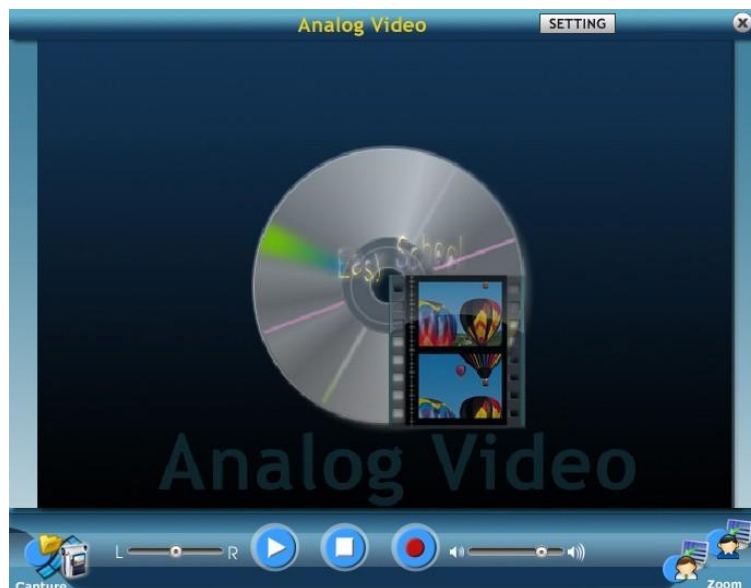 Analog Video
SETTING
Easy School
Analog Video
L R
Capture
Zoom